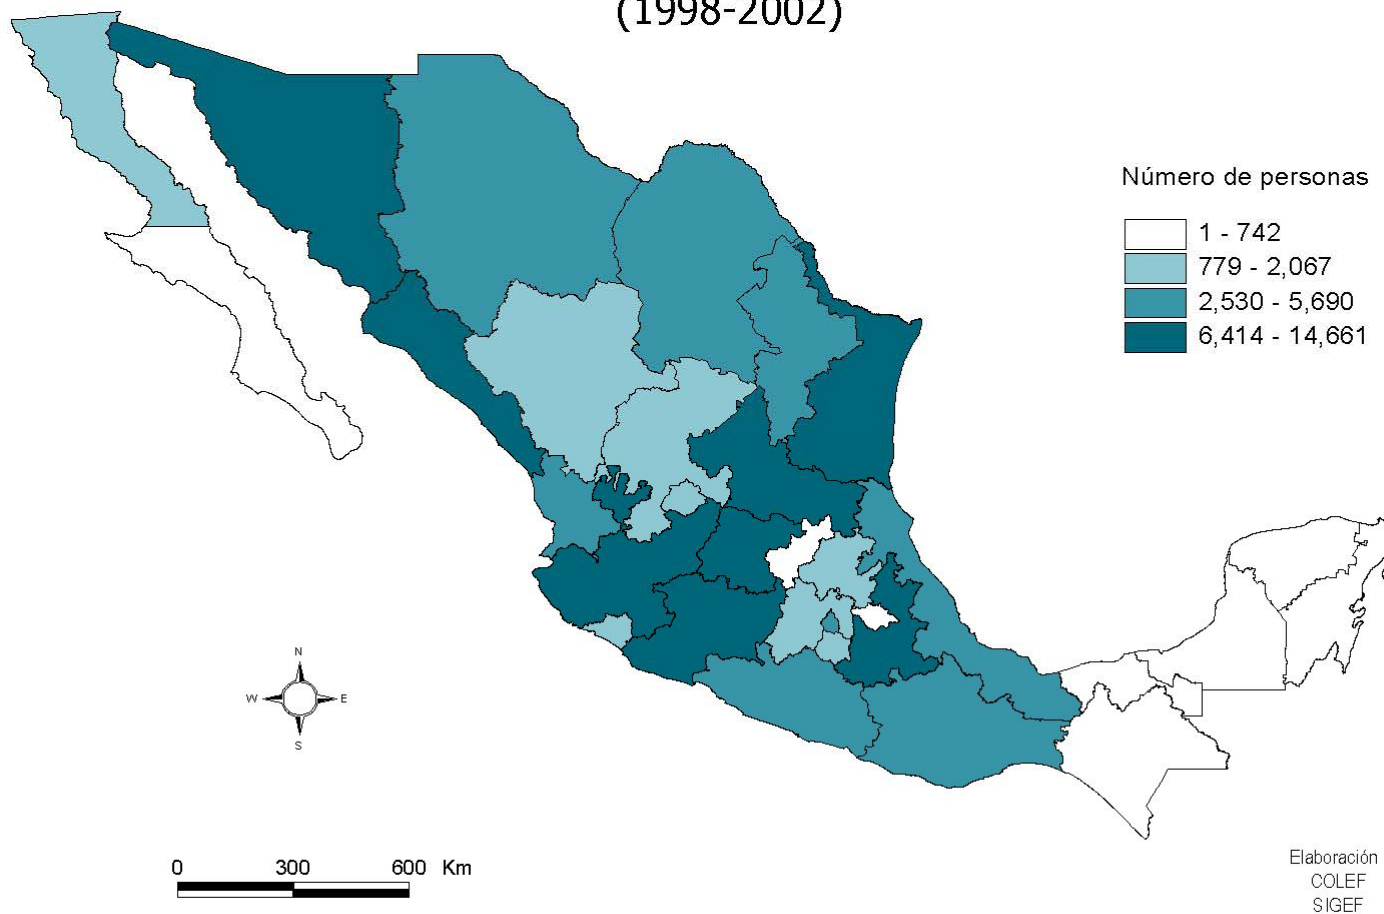 (1998-2002)
Número de personas
1 - 742
779 - 2,067
2,530 - 5,690
6,414 - 14,661
N
W E
S
0 300 600 Km
Elaboración
COLEF
SIGEF